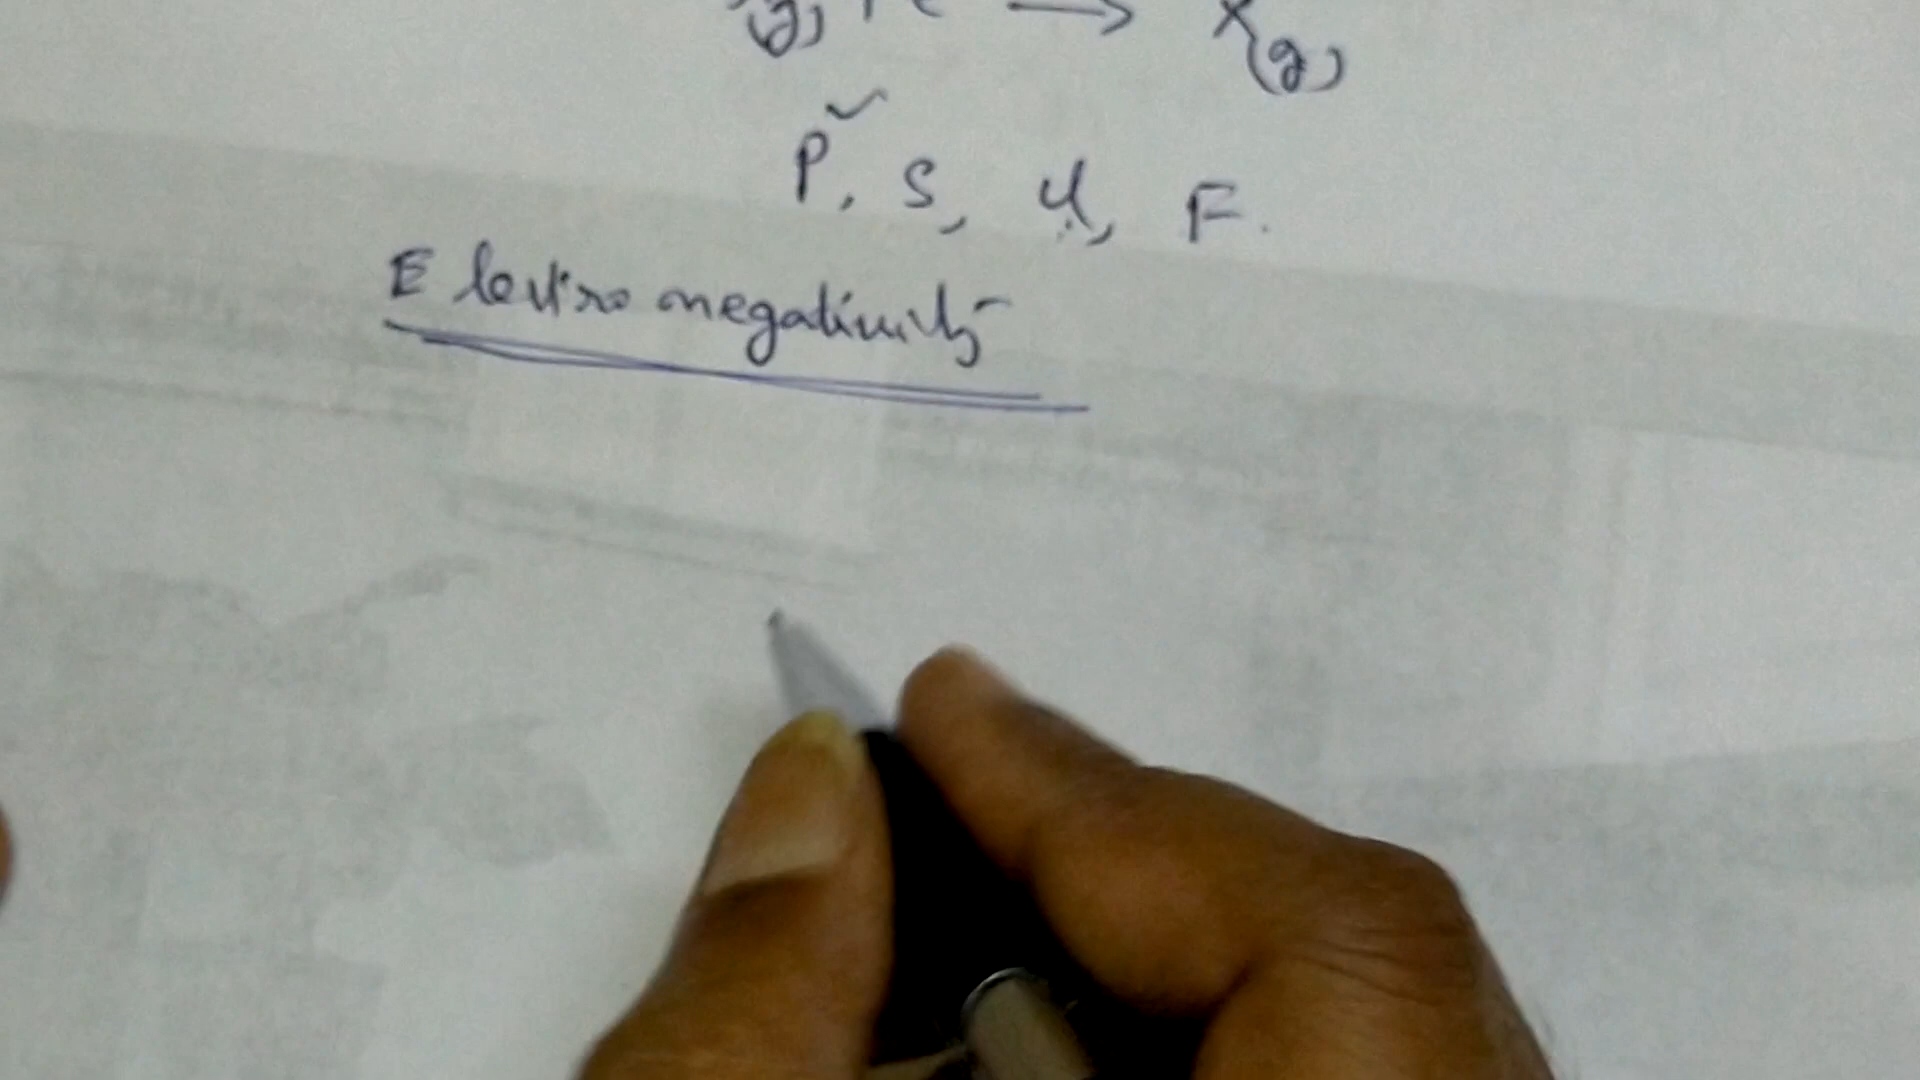 (g) + e → X(g)
P, S, Cl, F.
Electronegativity